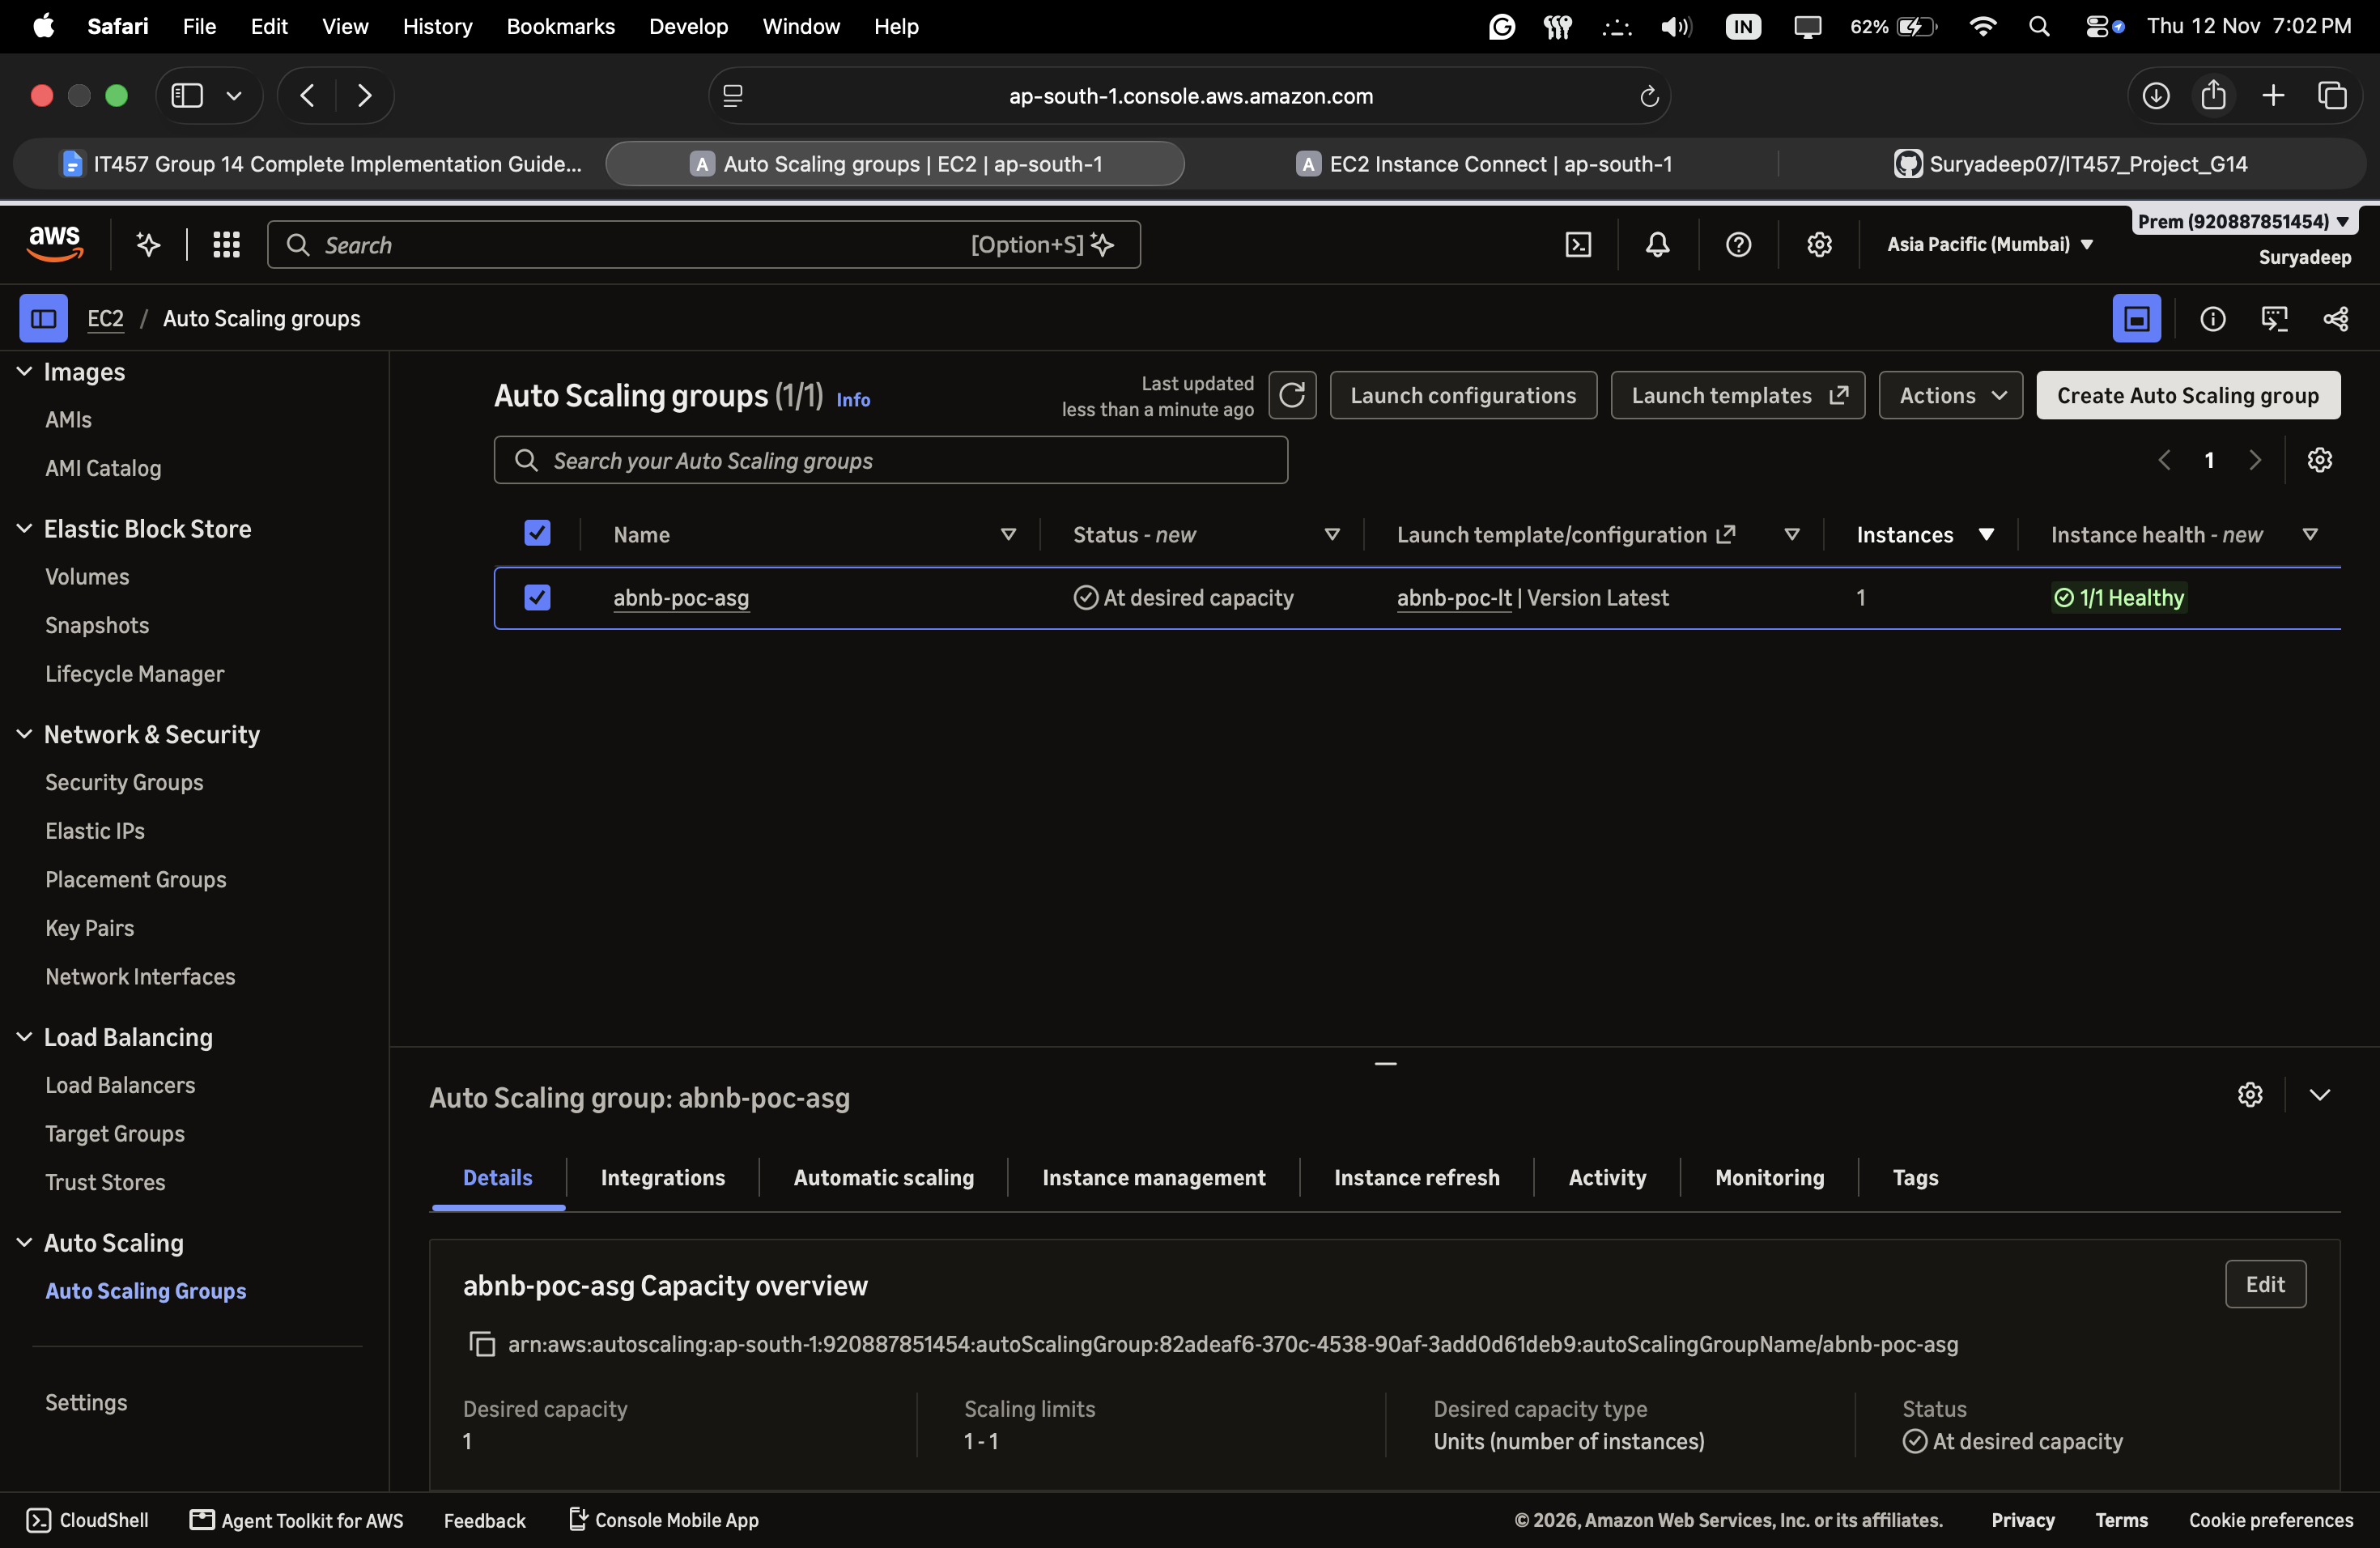 Safari File Edit View History Bookmarks Develop Window Help IN 62% Thu 12 Nov 7:02 PM
ap-south-1.console.aws.amazon.com
IT457 Group 14 Complete Implementation Guide... A Auto Scaling groups | EC2 | ap-south-1 A EC2 Instance Connect | ap-south-1 Suryadeep07/IT457_Project_G14
aws Search [Option+S] Asia Pacific (Mumbai) Prem (920887851454)
Suryadeep
EC2 / Auto Scaling groups
Images
AMIs
AMI Catalog
Elastic Block Store
Volumes
Snapshots
Lifecycle Manager
Network & Security
Security Groups
Elastic IPs
Placement Groups
Key Pairs
Network Interfaces
Load Balancing
Load Balancers
Target Groups
Trust Stores
Auto Scaling
Auto Scaling Groups
Settings
Auto Scaling groups (1/1) Info
Last updated
less than a minute ago
Launch configurations Launch templates Actions Create Auto Scaling group
Search your Auto Scaling groups
1
Name Status - new Launch template/configuration Instances Instance health - new
abnb-poc-asg At desired capacity abnb-poc-lt | Version Latest 1 1/1 Healthy
Auto Scaling group: abnb-poc-asg
Details Integrations Automatic scaling Instance management Instance refresh Activity Monitoring Tags
abnb-poc-asg Capacity overview
Edit
arn:aws:autoscaling:ap-south-1:920887851454:autoScalingGroup:82adeaf6-370c-4538-90af-3add0d61deb9:autoScalingGroupName/abnb-poc-asg
Desired capacity
1
Scaling limits
1 - 1
Desired capacity type
Units (number of instances)
Status
At desired capacity
CloudShell Agent Toolkit for AWS Feedback Console Mobile App © 2026, Amazon Web Services, Inc. or its affiliates. Privacy Terms Cookie preferences